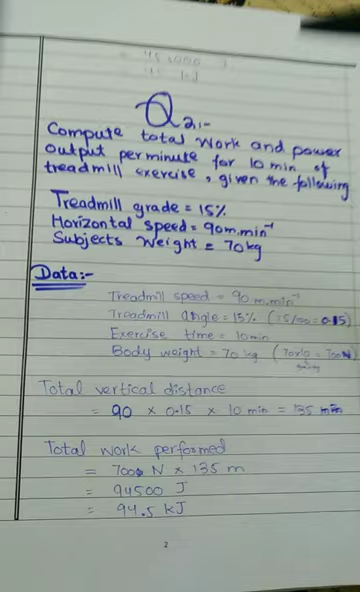 Q2:-
Compute total work and power
output per minute for 10 min of
treadmill exercise, given the following
Treadmill grade = 15%
Horizontal speed = 90m.min⁻¹
Subjects Weight = 70kg
Data:-
Treadmill speed = 90 m.min⁻¹
Treadmill angle = 15% (15/100 = 0.15)
Exercise time = 10min
Body weight = 70 kg (70x10 = 700N)
Total vertical distance
= 90 x 0.15 x 10 min = 135 m
Total work performed
= 700 N x 135 m
= 94500 J
= 94.5 kJ
2